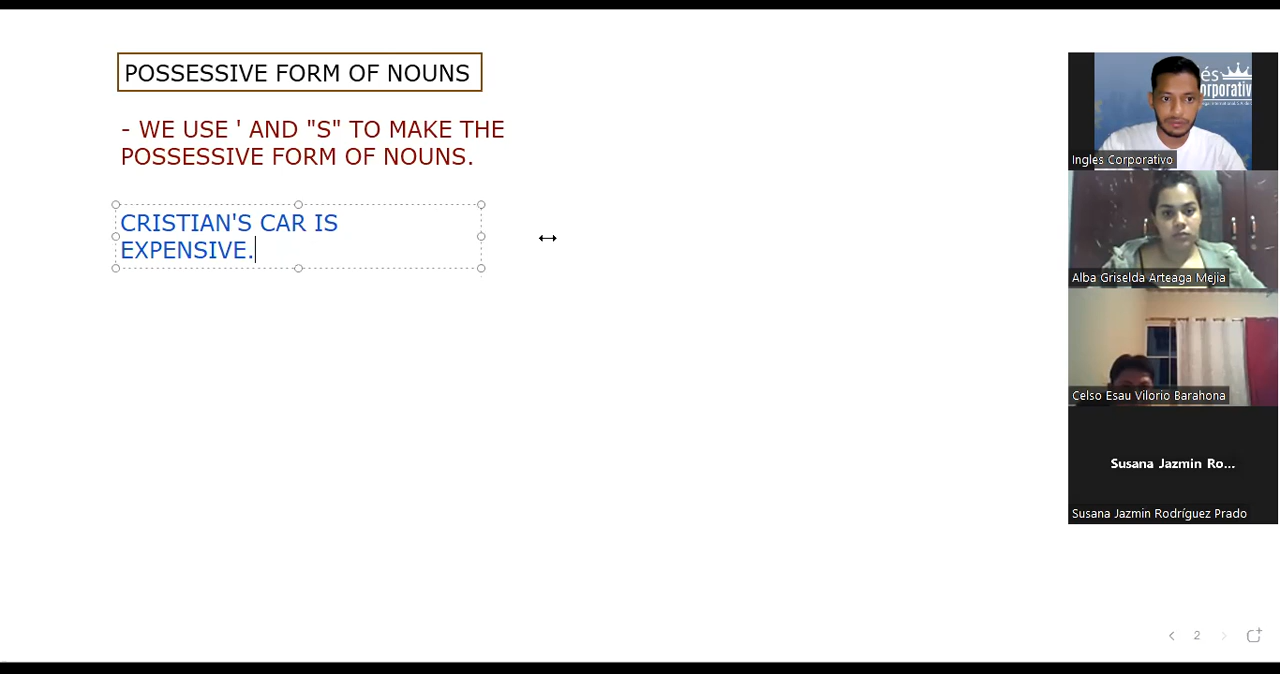 POSSESSIVE FORM OF NOUNS
- WE USE ' AND "S" TO MAKE THE
POSSESSIVE FORM OF NOUNS.
CRISTIAN'S CAR IS
EXPENSIVE.
Ingles Corporativo
Alba Griselda Arteaga Mejia
Celso Esau Vilorio Barahona
Susana Jazmin Ro...
Susana Jazmin Rodríguez Prado
2